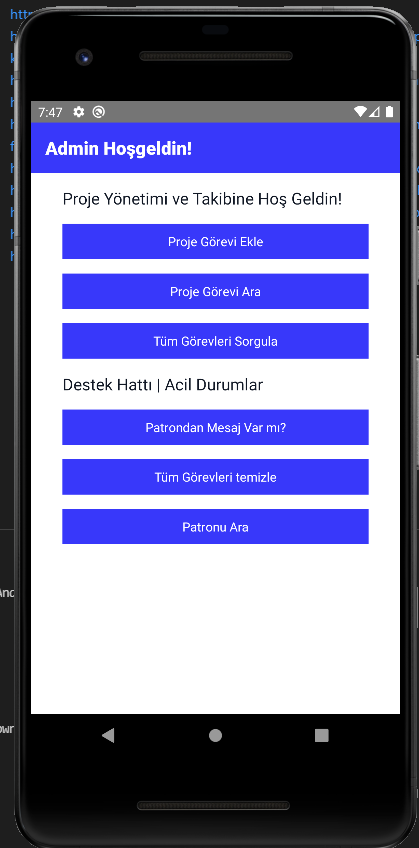 7:47
Admin Hoşgeldin!
Proje Yönetimi ve Takibine Hoş Geldin!
Proje Görevi Ekle
Proje Görevi Ara
Tüm Görevleri Sorgula
Destek Hattı | Acil Durumlar
Patrondan Mesaj Var mı?
Tüm Görevleri temizle
Patronu Ara